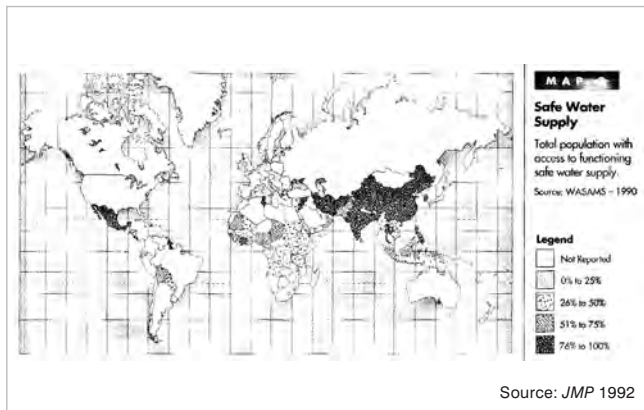 MAP
Safe Water
Supply
Total population with
access to functioning
safe water supply.
Source: WASAMS – 1990
Legend
Not Reported
0% to 25%
26% to 50%
51% to 75%
76% to 100%
Source: JMP 1992